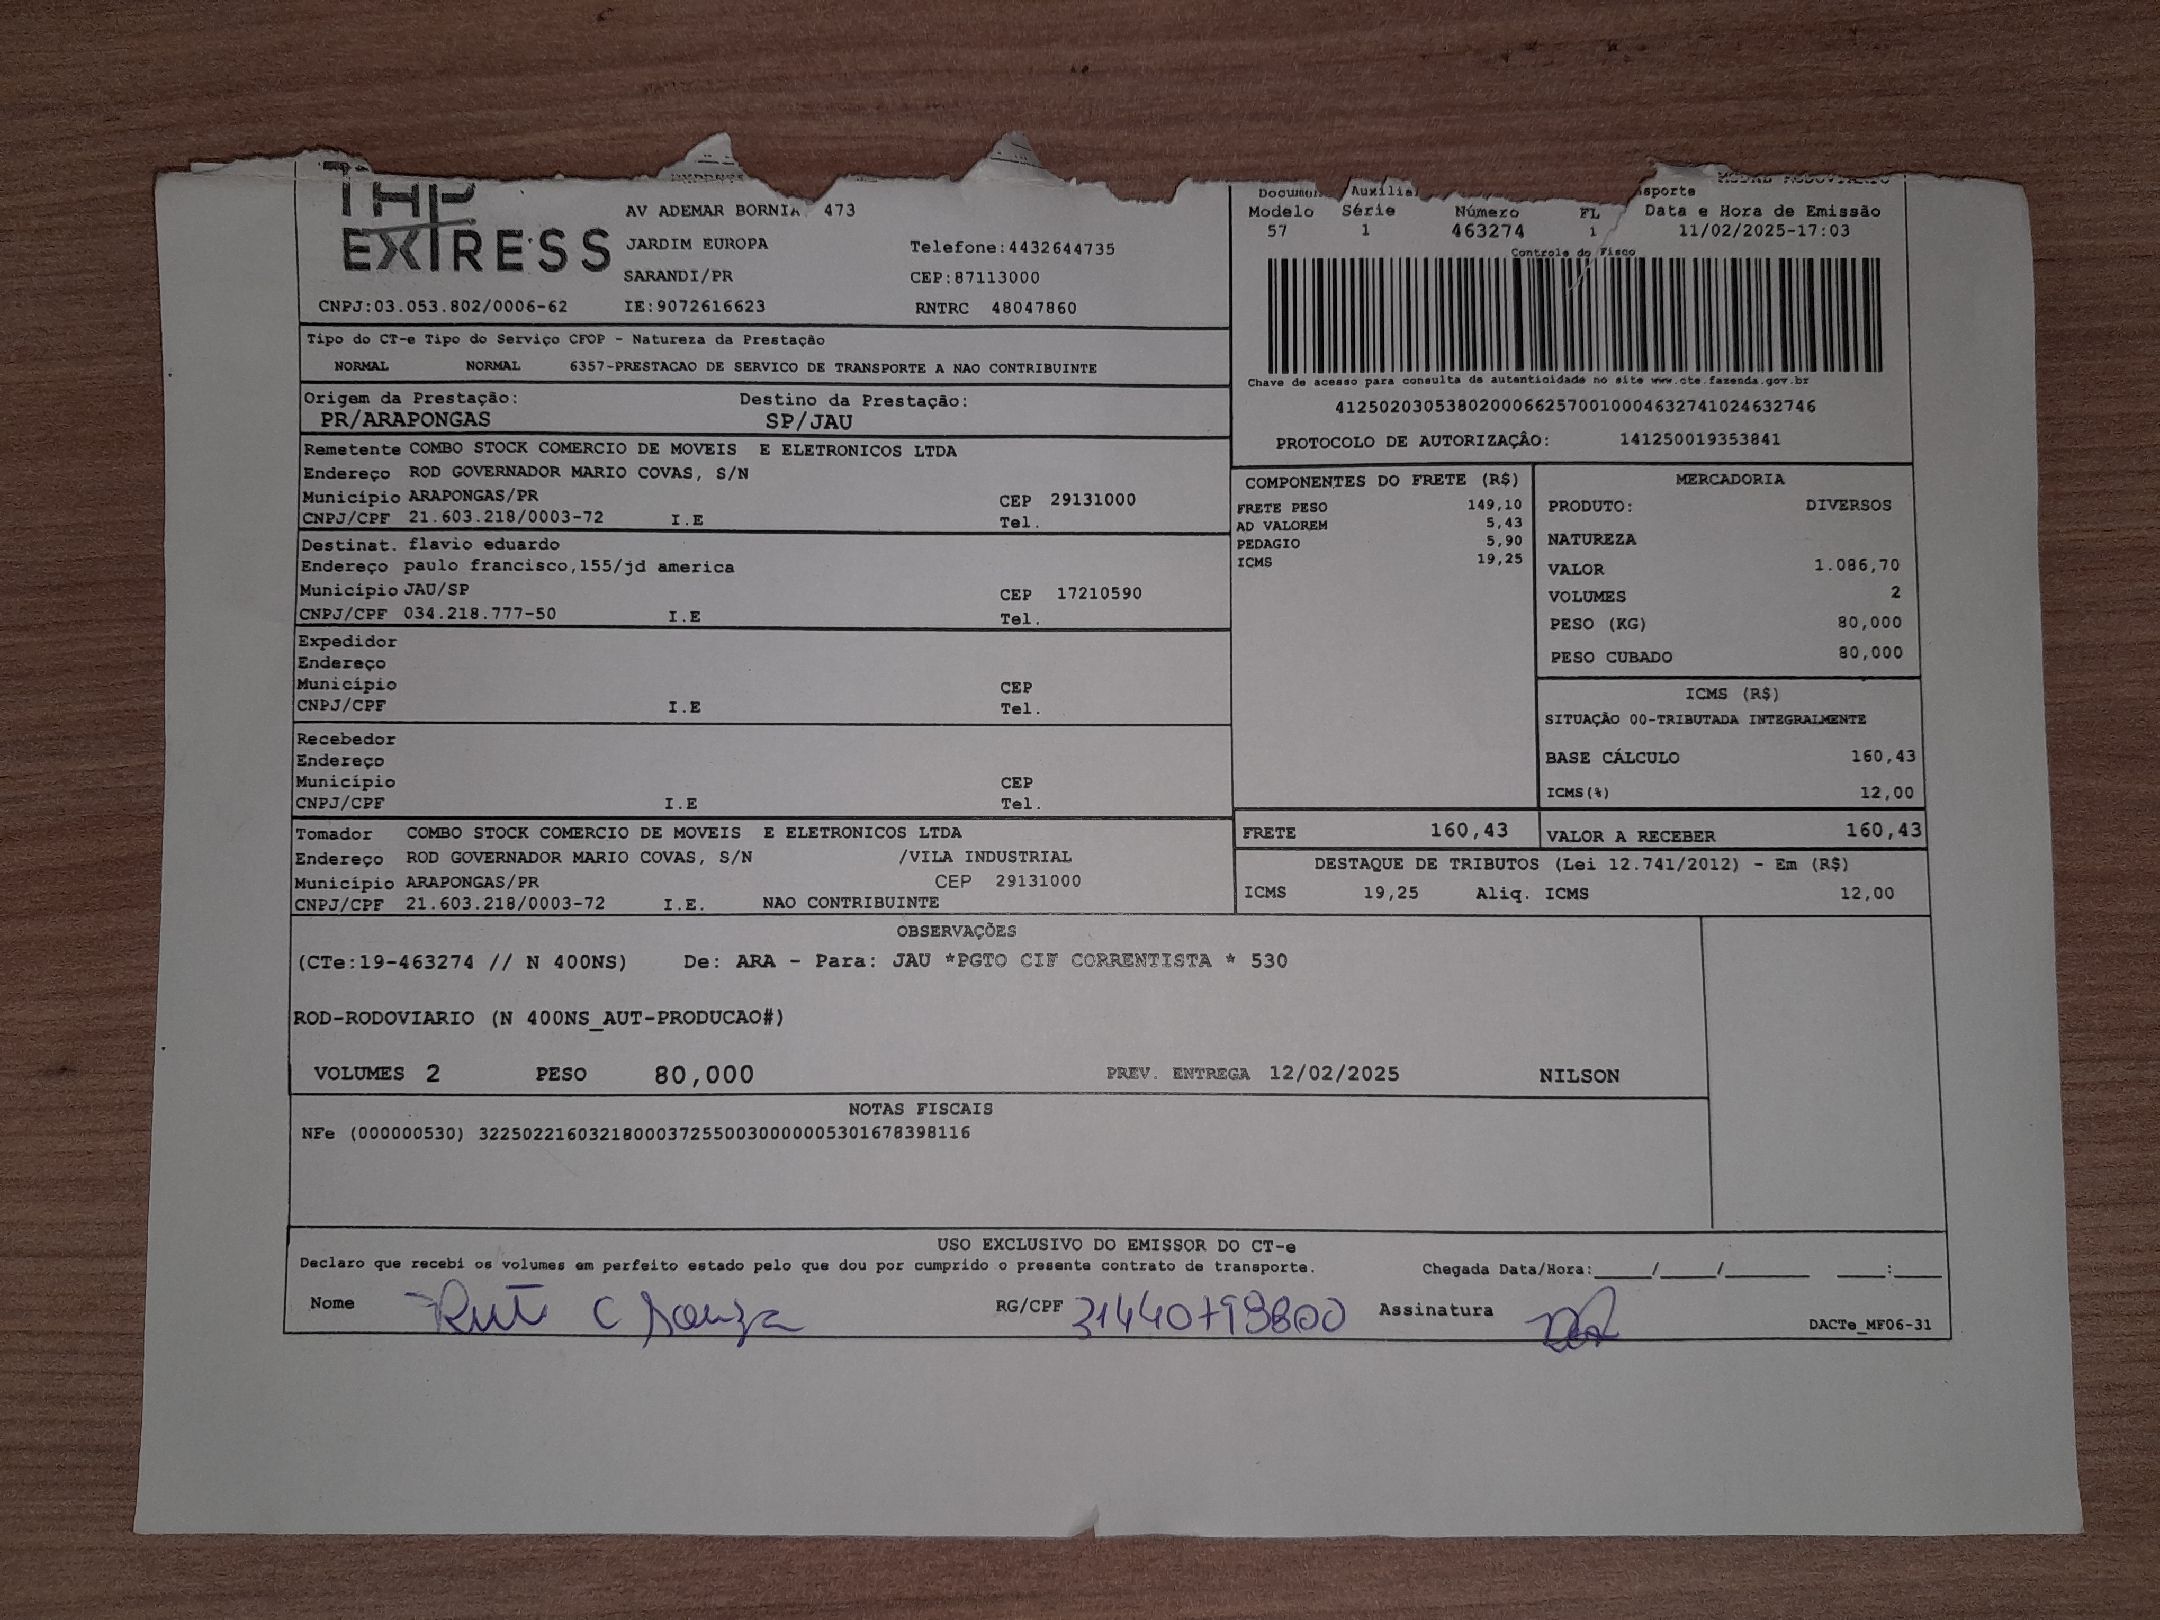 EXPRESS
AV ADEMAR BORNIA, 473
JARDIM EUROPA Telefone:4432644735
SARANDI/PR CEP:87113000
CNPJ:03.053.802/0006-62 IE:9072616623 RNTRC 48047860
Modelo Série Número FL Data e Hora de Emissão
57 1 463274 1 11/02/2025-17:03
Controle do Fisco
Chave de acesso para consulta de autenticidade no site www.cte.fazenda.gov.br
41250203053802000662570010004632741024632746
PROTOCOLO DE AUTORIZAÇÃO: 141250019353841
Tipo do CT-e Tipo do Serviço CFOP - Natureza da Prestação
NORMAL NORMAL 6357-PRESTACAO DE SERVICO DE TRANSPORTE A NAO CONTRIBUINTE
Origem da Prestação: Destino da Prestação:
PR/ARAPONGAS SP/JAU
Remetente COMBO STOCK COMERCIO DE MOVEIS E ELETRONICOS LTDA
Endereço ROD GOVERNADOR MARIO COVAS, S/N
Município ARAPONGAS/PR CEP 29131000
CNPJ/CPF 21.603.218/0003-72 I.E Tel.
Destinat. flavio eduardo
Endereço paulo francisco,155/jd america
Município JAU/SP CEP 17210590
CNPJ/CPF 034.218.777-50 I.E Tel.
Expedidor
Endereço
Município CEP
CNPJ/CPF I.E Tel.
Recebedor
Endereço
Município CEP
CNPJ/CPF I.E Tel.
Tomador COMBO STOCK COMERCIO DE MOVEIS E ELETRONICOS LTDA
Endereço ROD GOVERNADOR MARIO COVAS, S/N /VILA INDUSTRIAL
Município ARAPONGAS/PR CEP 29131000
CNPJ/CPF 21.603.218/0003-72 I.E. NAO CONTRIBUINTE
COMPONENTES DO FRETE (R$)
FRETE PESO 149,10
AD VALOREM 5,43
PEDAGIO 5,90
ICMS 19,25
MERCADORIA
PRODUTO: DIVERSOS
NATUREZA
VALOR 1.086,70
VOLUMES 2
PESO (KG) 80,000
PESO CUBADO 80,000
ICMS (R$)
SITUAÇÃO 00-TRIBUTADA INTEGRALMENTE
BASE CÁLCULO 160,43
ICMS(%) 12,00
FRETE 160,43 VALOR A RECEBER 160,43
DESTAQUE DE TRIBUTOS (Lei 12.741/2012) - Em (R$)
ICMS 19,25 Aliq. ICMS 12,00
OBSERVAÇÕES
(CTe:19-463274 // N 400NS) De: ARA - Para: JAU *PGTO CIF CORRENTISTA * 530
ROD-RODOVIARIO (N 400NS_AUT-PRODUCAO#)
VOLUMES 2 PESO 80,000 PREV. ENTREGA 12/02/2025 NILSON
NOTAS FISCAIS
NFe (000000530) 32250221603218000372550030000005301678398116
USO EXCLUSIVO DO EMISSOR DO CT-e
Declaro que recebi os volumes em perfeito estado pelo que dou por cumprido o presente contrato de transporte. Chegada Data/Hora:____/____/______ ____:____
Nome Ruti C Souza RG/CPF 31440798800 Assinatura
DACTe_MF06-31